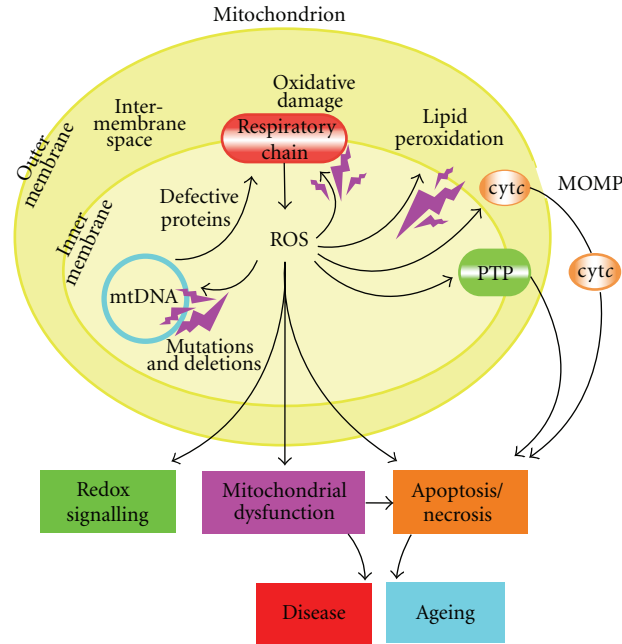 Mitochondrion
Oxidative
damage
Inter-
membrane
space
Lipid
peroxidation
Outer
membrane
Respiratory
chain
cytc
MOMP
Inner
membrane
Defective
proteins
ROS
PTP
cytc
mtDNA
Mutations
and deletions
Redox
signalling
Mitochondrial
dysfunction
Apoptosis/
necrosis
Disease
Ageing